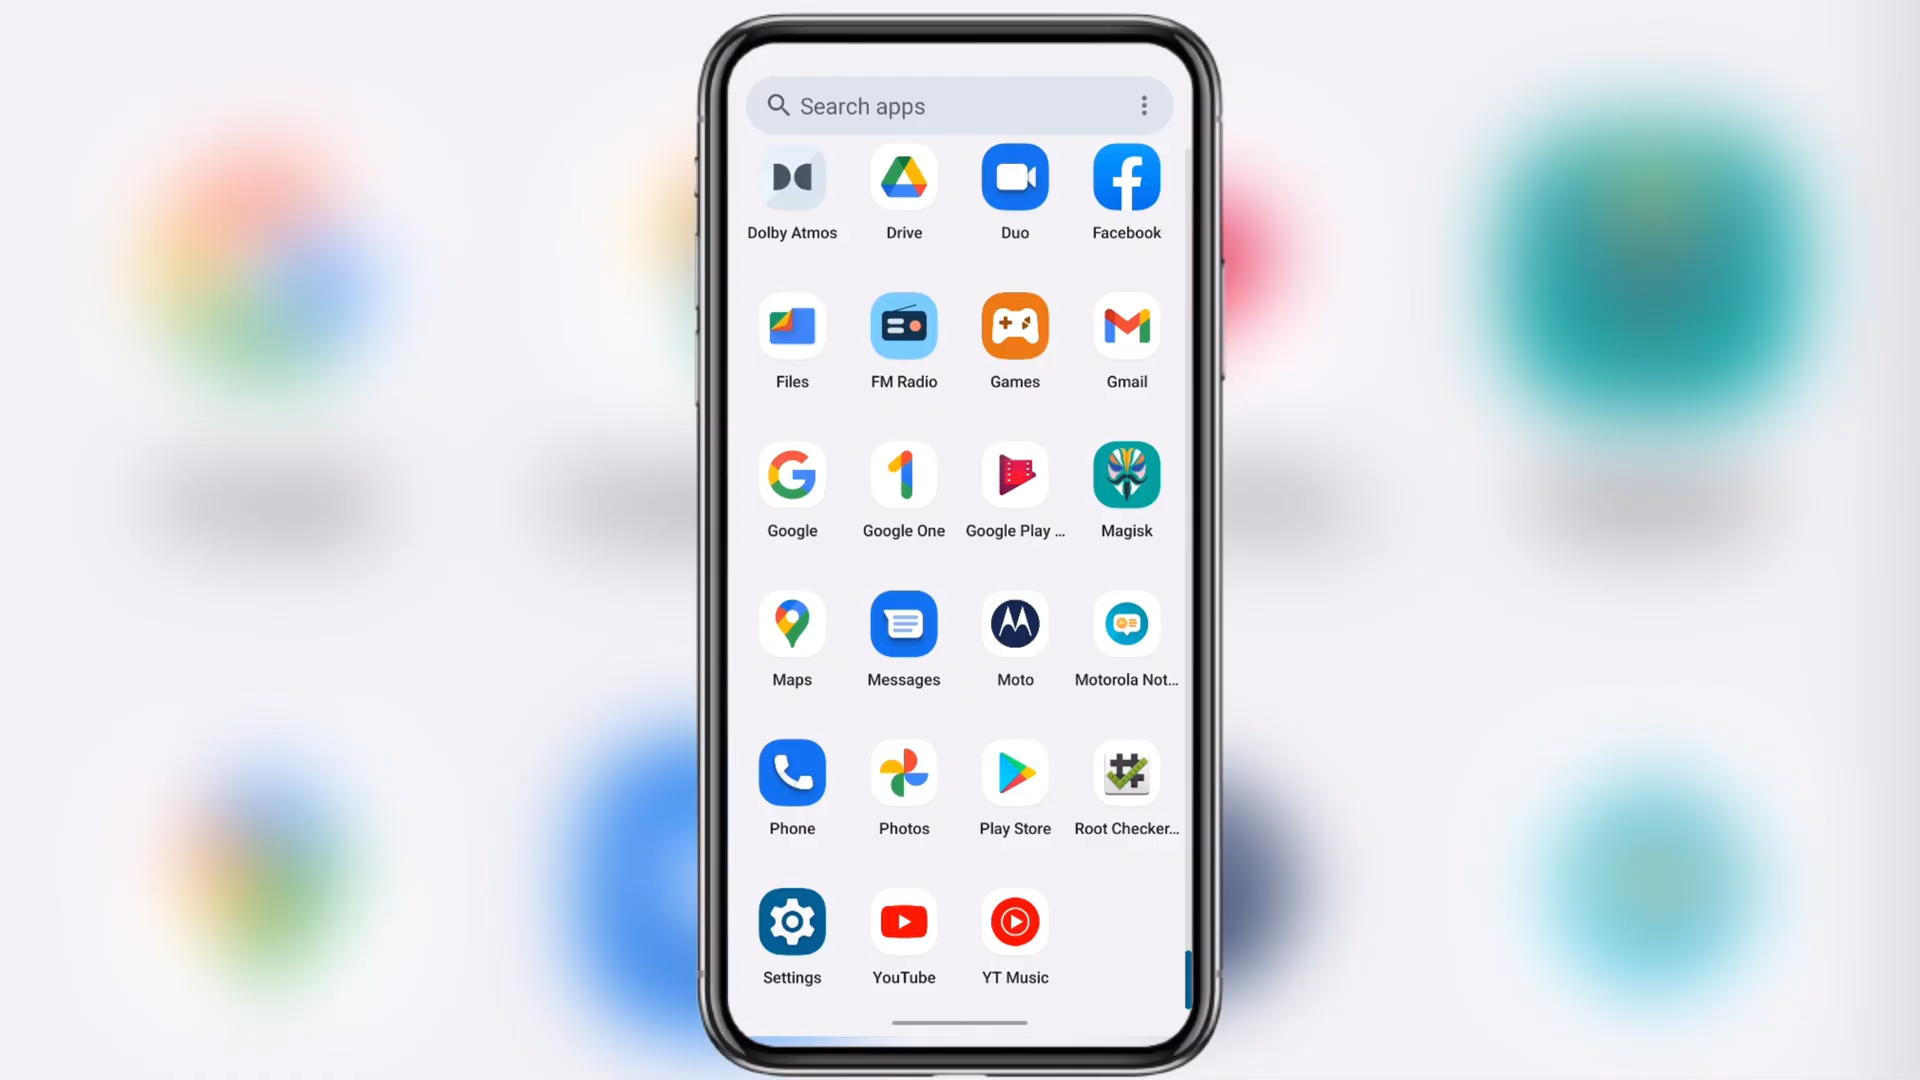 Search apps
Dolby Atmos Drive Duo Facebook
Files FM Radio Games Gmail
Google Google One Google Play ... Magisk
Maps Messages Moto Motorola Not...
Phone Photos Play Store Root Checker...
Settings YouTube YT Music